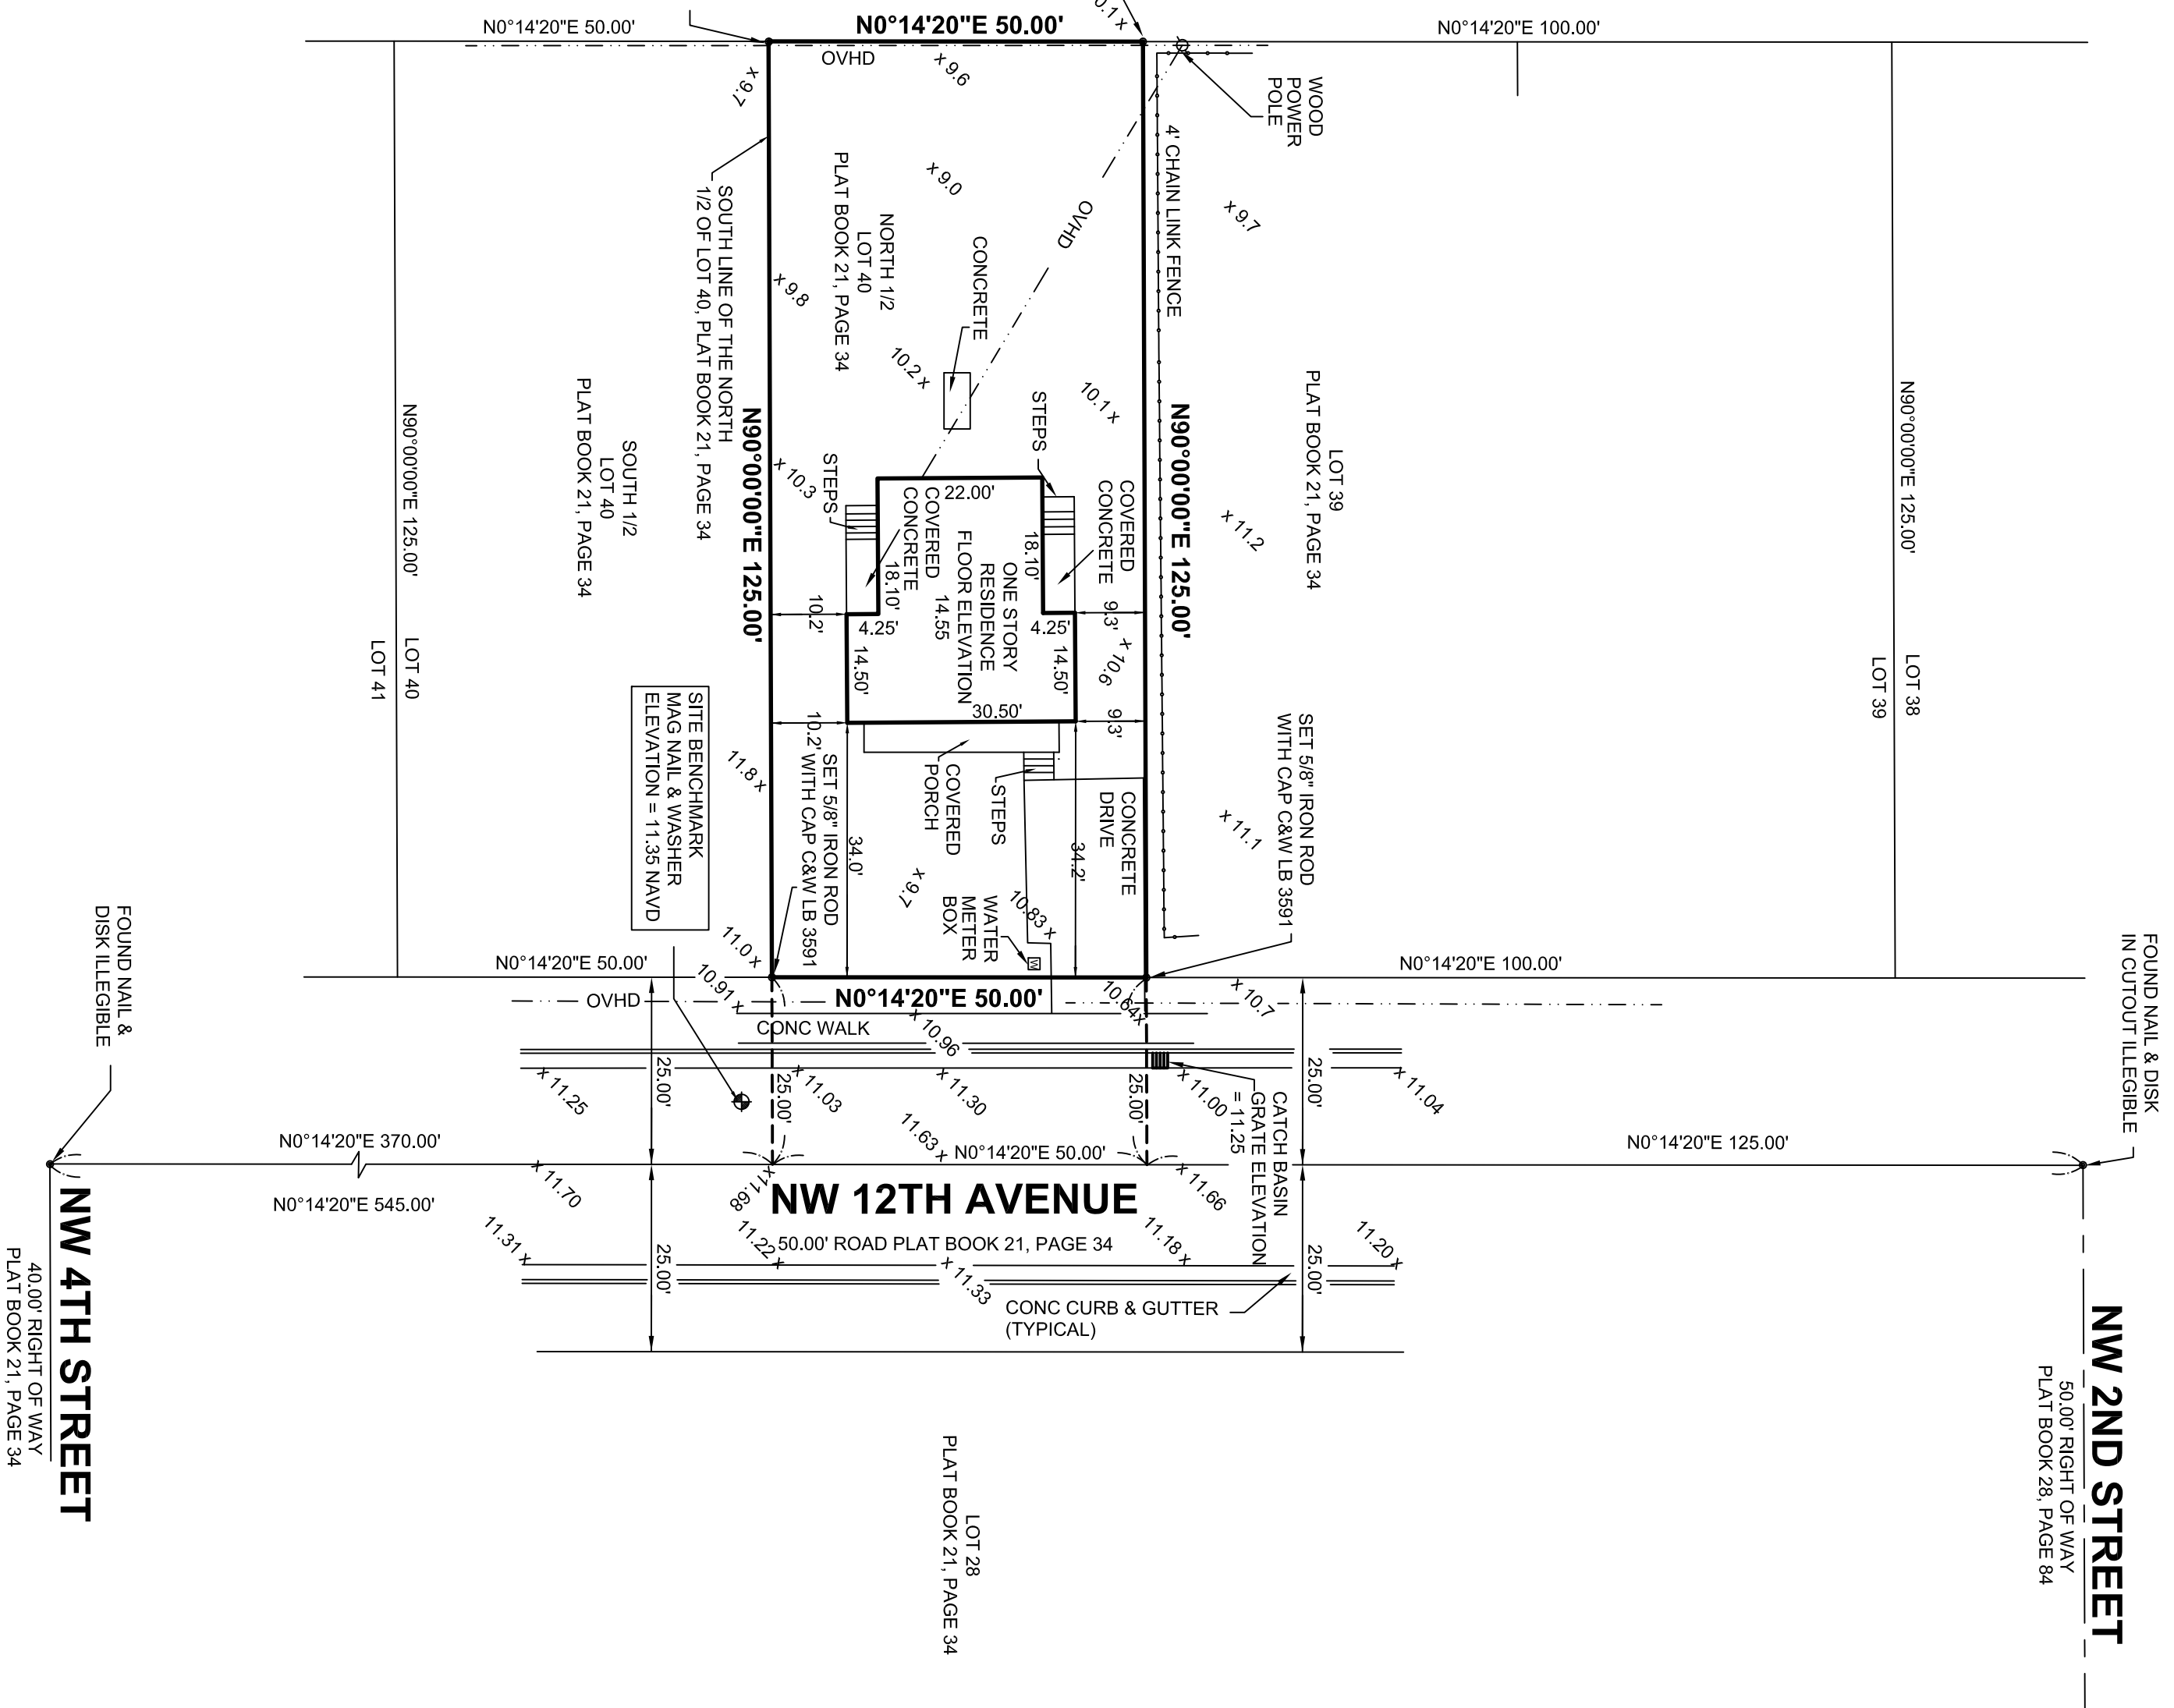 N0°14'20"E 50.00'
N0°14'20"E 50.00'
N0°14'20"E 100.00'
OVHD
x 9.6
x 9.7
WOOD
POWER
POLE
4' CHAIN LINK FENCE
x 9.0
x 9.7
OVHD
PLAT BOOK 21, PAGE 34
LOT 40
NORTH 1/2
CONCRETE
SOUTH LINE OF THE NORTH
1/2 OF LOT 40, PLAT BOOK 21, PAGE 34
x 9.8
10.2 x
10.1 x
STEPS
x 10.3
STEPS
N90°00'00"E 125.00'
N90°00'00"E 125.00'
N90°00'00"E 125.00'
N90°00'00"E 125.00'
SOUTH 1/2
LOT 40
PLAT BOOK 21, PAGE 34
LOT 39
PLAT BOOK 21, PAGE 34
x 11.2
22.00'
COVERED
CONCRETE
COVERED
CONCRETE
18.10'
18.10'
ONE STORY
RESIDENCE
FLOOR ELEVATION
14.55
10.2'
4.25'
4.25'
9.3'
x 10.6
.6
14.50'
14.50'
30.50'
10.2'
9.3'
LOT 40
LOT 41
LOT 38
LOT 39
SITE BENCHMARK
MAG NAIL & WASHER
ELEVATION = 11.35 NAVD
11.8 x
SET 5/8" IRON ROD
WITH CAP C&W LB 3591
SET 5/8" IRON ROD
WITH CAP C&W LB 3591
COVERED
PORCH
STEPS
CONCRETE
DRIVE
34.0'
34.2'
x 9.7
x 11.1
10.83 x
WATER
METER
BOX
W
11.0 x
FOUND NAIL &
DISK ILLEGIBLE
FOUND NAIL & DISK
IN CUTOUT ILLEGIBLE
N0°14'20"E 50.00'
N0°14'20"E 50.00'
N0°14'20"E 100.00'
10.91 x
OVHD
10.64x
x 10.7
CONC WALK
x 10.96
25.00'
25.00'
25.00'
25.00'
x 11.25
x 11.03
x 11.30
x 11.00
x 11.04
CATCH BASIN
GRATE ELEVATION
= 11.25
11.63 x
N0°14'20"E 370.00'
N0°14'20"E 50.00'
N0°14'20"E 125.00'
N0°14'20"E 545.00'
x 11.70
x 11.68
x 11.66
NW 12TH AVENUE
50.00' ROAD PLAT BOOK 21, PAGE 34
11.31 x
11.22 x
11.18 x
11.20 x
25.00'
25.00'
x 11.33
CONC CURB & GUTTER
(TYPICAL)
NW 4TH STREET
40.00' RIGHT OF WAY
PLAT BOOK 21, PAGE 34
NW 2ND STREET
50.00' RIGHT OF WAY
PLAT BOOK 28, PAGE 84
LOT 28
PLAT BOOK 21, PAGE 34